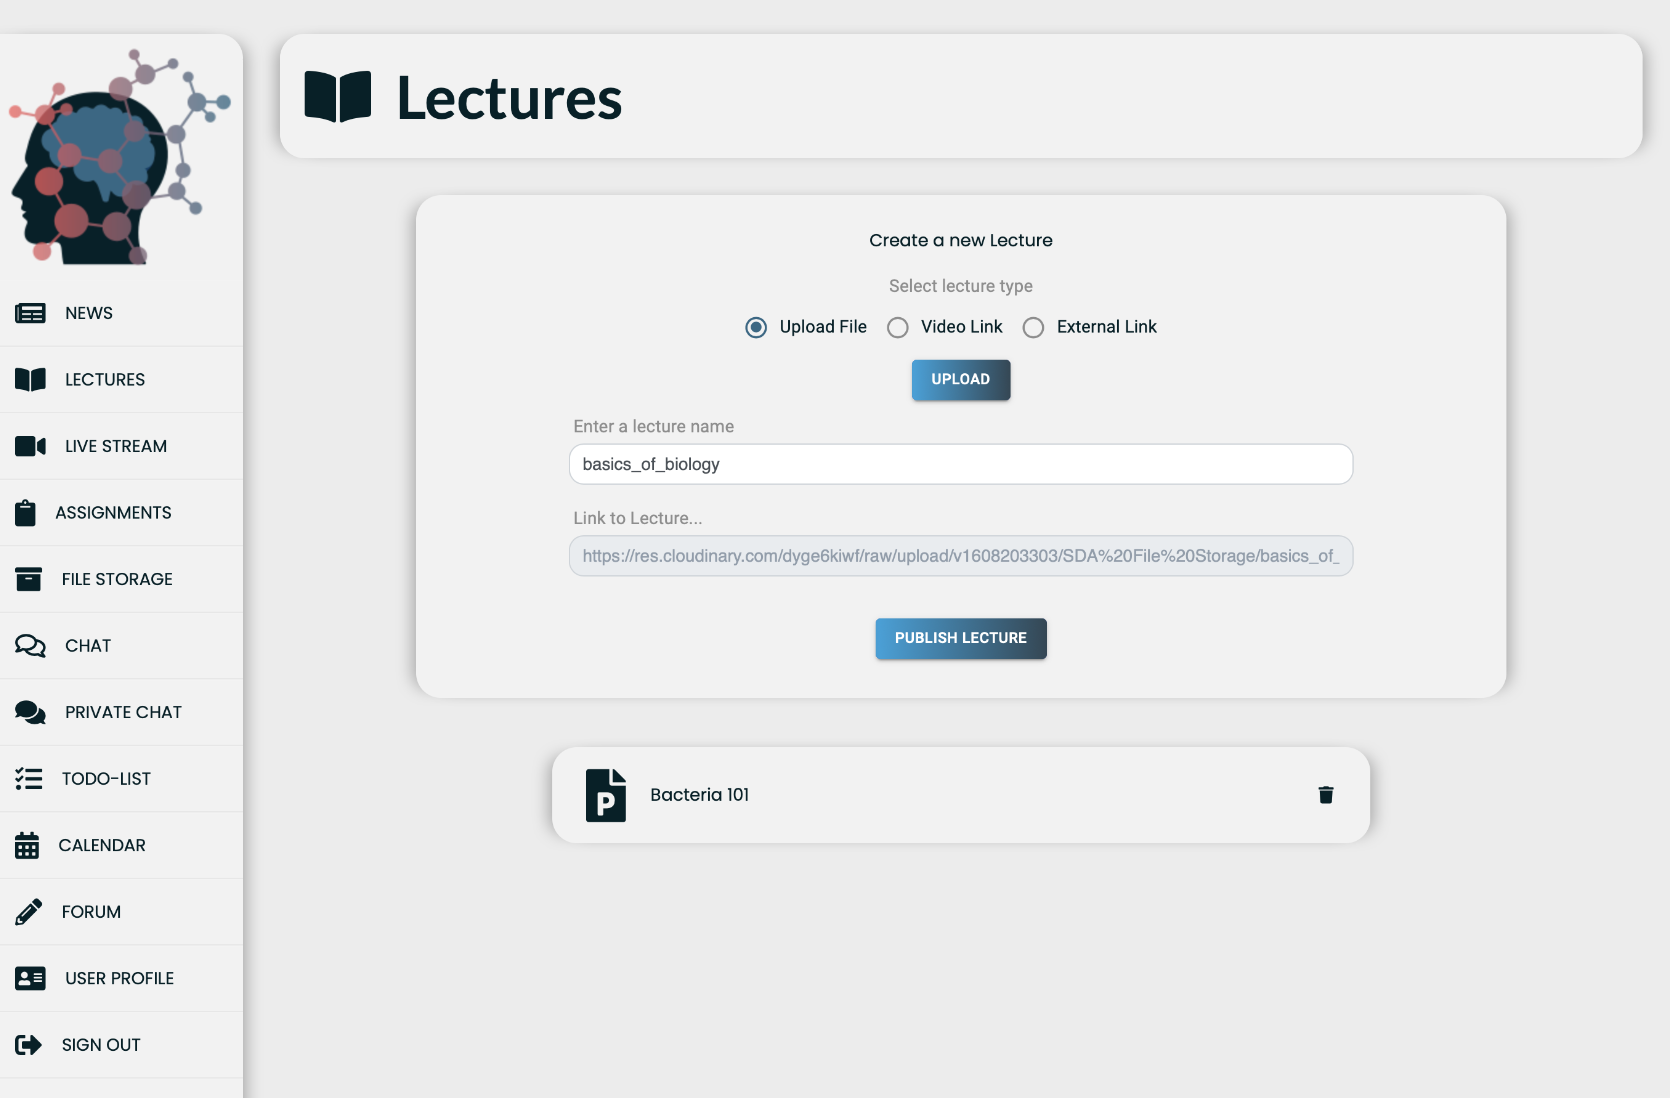 Lectures
NEWS
LECTURES
LIVE STREAM
ASSIGNMENTS
FILE STORAGE
CHAT
PRIVATE CHAT
TODO-LIST
CALENDAR
FORUM
USER PROFILE
SIGN OUT
Create a new Lecture
Select lecture type
Upload File Video Link External Link
UPLOAD
Enter a lecture name
basics_of_biology
Link to Lecture...
https://res.cloudinary.com/dyge6kiwf/raw/upload/v1608203303/SDA%20File%20Storage/basics_of_
PUBLISH LECTURE
P Bacteria 101